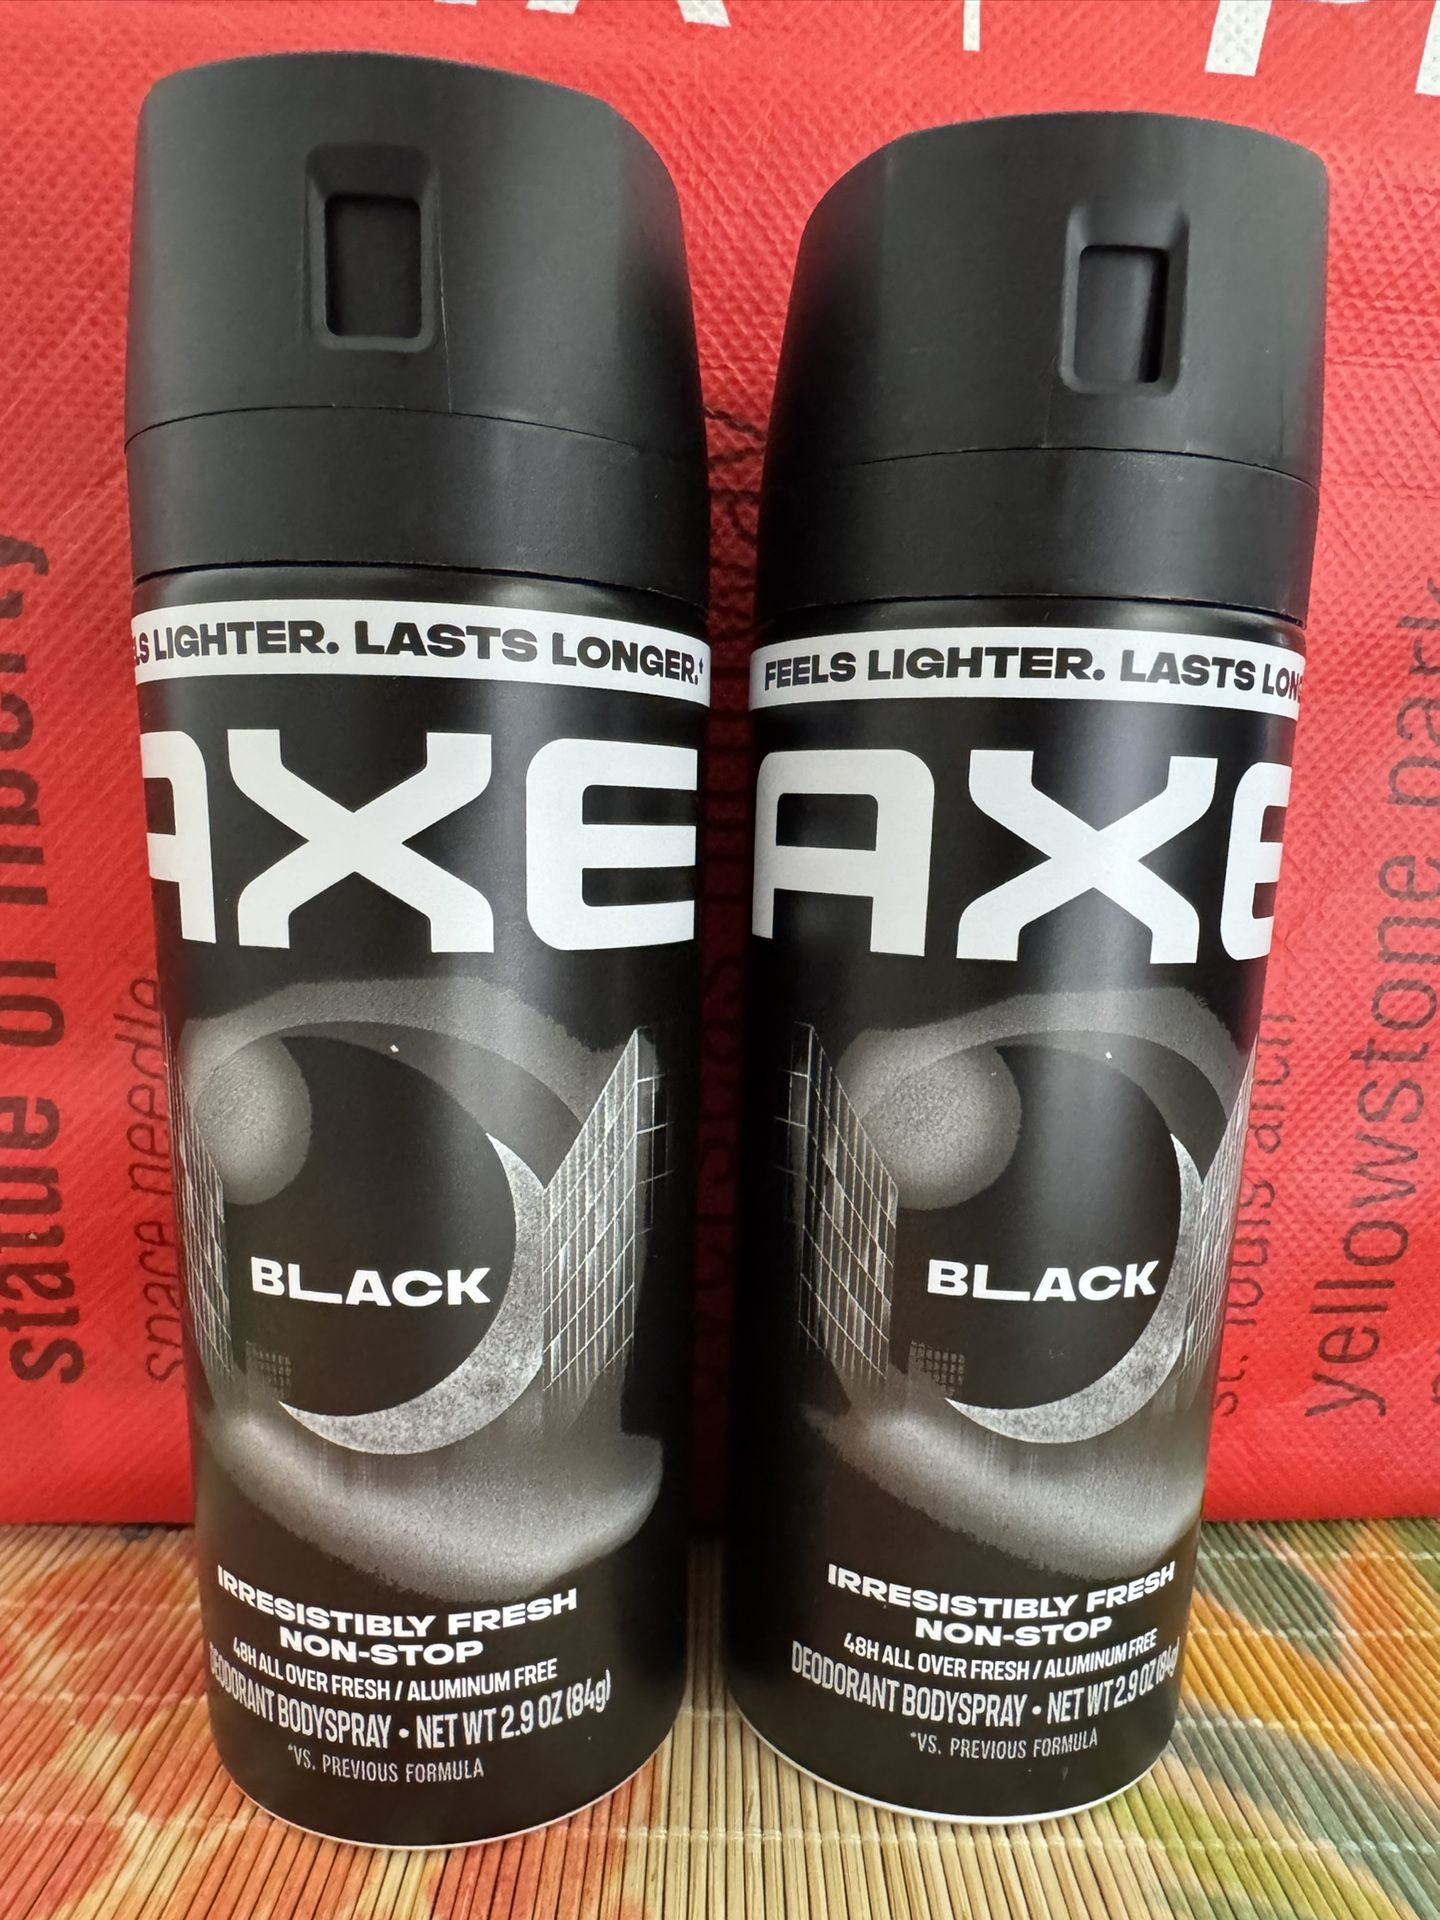 ELS LIGHTER. LASTS LONGER.*
AXE
BLACK
IRRESISTIBLY FRESH
NON-STOP
48H ALL OVER FRESH / ALUMINUM FREE
DEODORANT BODYSPRAY • NET WT 2.9 OZ (84g)
*VS. PREVIOUS FORMULA
FEELS LIGHTER. LASTS LONG
AXE
BLACK
IRRESISTIBLY FRESH
NON-STOP
48H ALL OVER FRESH / ALUMINUM FREE
DEODORANT BODYSPRAY • NET WT 2.9 OZ (84g)
*VS. PREVIOUS FORMULA
statue of liberty
space needle
st. louis arch
yellowstone park